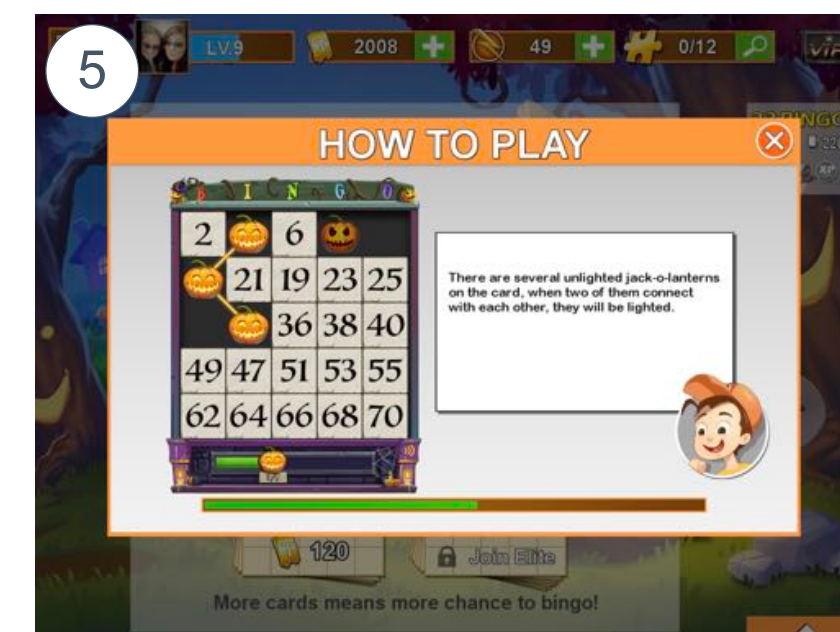 5
LV.9
2008
49
0/12
VIP
HOW TO PLAY
B I N G O
2 6
21 19 23 25
36 38 40
49 47 51 53 55
62 64 66 68 70
There are several unlighted jack-o-lanterns
on the card, when two of them connect
with each other, they will be lighted.
120
Join Elite
More cards means more chance to bingo!